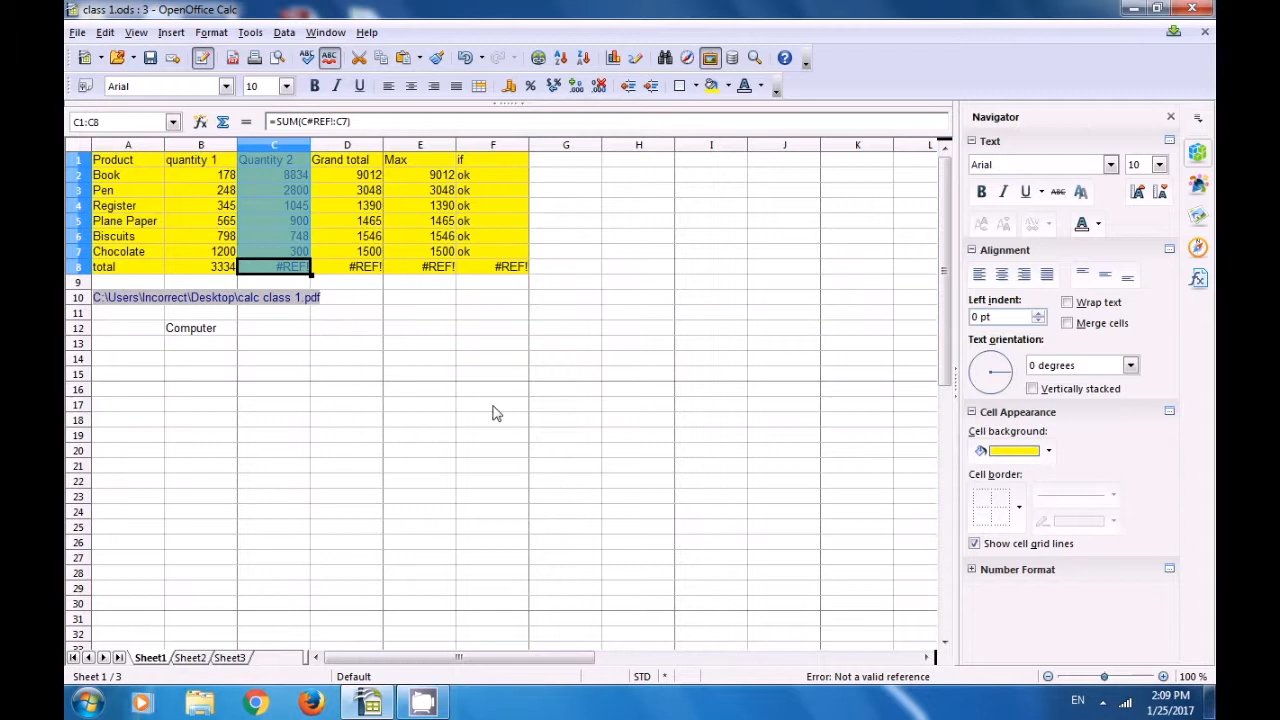 class 1.ods : 3 - OpenOffice Calc
File Edit View Insert Format Tools Data Window Help
Arial 10
C1:C8 =SUM(C#REF!:C7)
A B C D E F G H I J K L
1 Product quantity 1 Quantity 2 Grand total Max if
2 Book 178 8834 9012 9012 ok
3 Pen 248 2800 3048 3048 ok
4 Register 345 1045 1390 1390 ok
5 Plane Paper 565 900 1465 1465 ok
6 Biscuits 798 748 1546 1546 ok
7 Chocolate 1200 300 1500 1500 ok
8 total 3334 #REF! #REF! #REF! #REF!
9
10 C:\Users\Incorrect\Desktop\calc class 1.pdf
11
12 Computer
13
14
15
16
17
18
19
20
21
22
23
24
25
26
27
28
29
30
31
32
Navigator
Text
Arial 10
Alignment
Left indent: Wrap text
0 pt Merge cells
Text orientation:
0 degrees
Vertically stacked
Cell Appearance
Cell background:
Cell border:
Show cell grid lines
Number Format
Sheet1 Sheet2 Sheet3
Sheet 1 / 3 Default STD * Error: Not a valid reference 100 %
EN 2:09 PM
1/25/2017